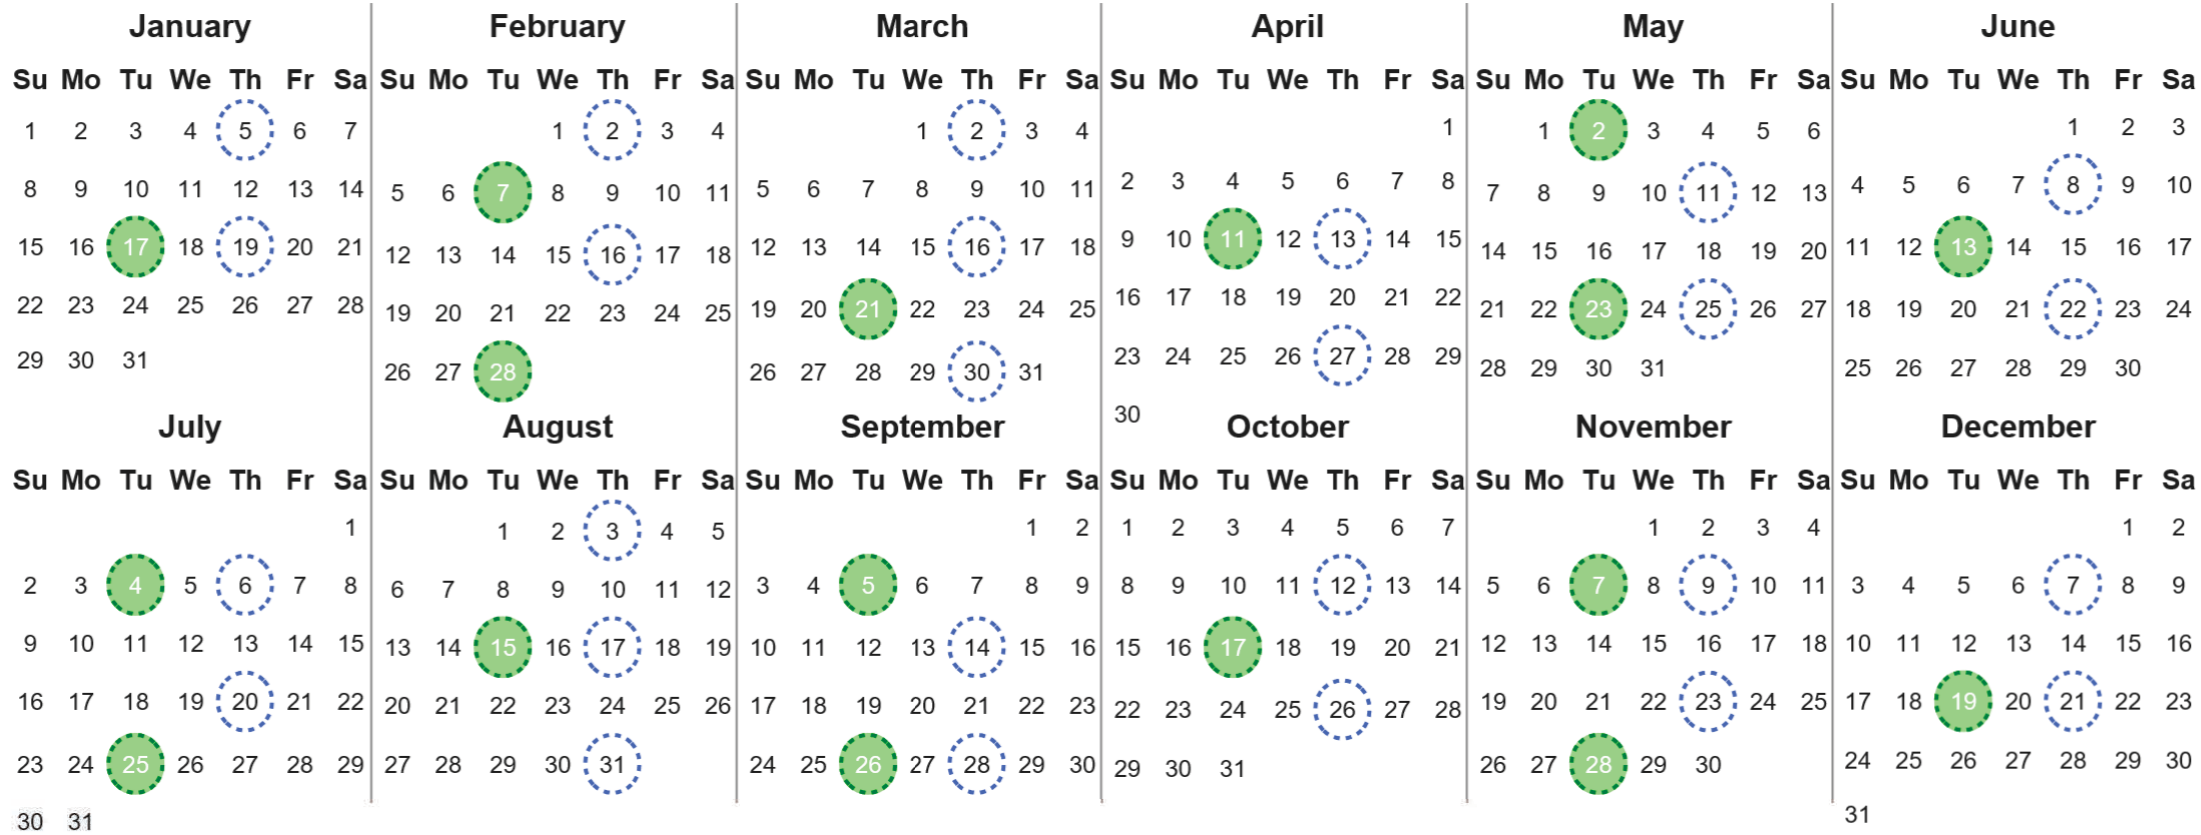 January February March April May June
Su Mo Tu We Th Fr Sa Su Mo Tu We Th Fr Sa Su Mo Tu We Th Fr Sa Su Mo Tu We Th Fr Sa Su Mo Tu We Th Fr Sa Su Mo Tu We Th Fr Sa
1 2 3 4 5 6 7 1 2 3 4 1 2 3 4 1 1 2 3 4 5 6 1 2 3
8 9 10 11 12 13 14 5 6 7 8 9 10 11 5 6 7 8 9 10 11 2 3 4 5 6 7 8 7 8 9 10 11 12 13 4 5 6 7 8 9 10
15 16 17 18 19 20 21 12 13 14 15 16 17 18 12 13 14 15 16 17 18 9 10 11 12 13 14 15 14 15 16 17 18 19 20 11 12 13 14 15 16 17
22 23 24 25 26 27 28 19 20 21 22 23 24 25 19 20 21 22 23 24 25 16 17 18 19 20 21 22 21 22 23 24 25 26 27 18 19 20 21 22 23 24
29 30 31 26 27 28 26 27 28 29 30 31 23 24 25 26 27 28 29 28 29 30 31 25 26 27 28 29 30
30
July August September October November December
Su Mo Tu We Th Fr Sa Su Mo Tu We Th Fr Sa Su Mo Tu We Th Fr Sa Su Mo Tu We Th Fr Sa Su Mo Tu We Th Fr Sa Su Mo Tu We Th Fr Sa
1 1 2 3 4 5 1 2 1 2 3 4 5 6 7 1 2 3 4 1 2
2 3 4 5 6 7 8 6 7 8 9 10 11 12 3 4 5 6 7 8 9 8 9 10 11 12 13 14 5 6 7 8 9 10 11 3 4 5 6 7 8 9
9 10 11 12 13 14 15 13 14 15 16 17 18 19 10 11 12 13 14 15 16 15 16 17 18 19 20 21 12 13 14 15 16 17 18 10 11 12 13 14 15 16
16 17 18 19 20 21 22 20 21 22 23 24 25 26 17 18 19 20 21 22 23 22 23 24 25 26 27 28 19 20 21 22 23 24 25 17 18 19 20 21 22 23
23 24 25 26 27 28 29 27 28 29 30 31 24 25 26 27 28 29 30 29 30 31 26 27 28 29 30 24 25 26 27 28 29 30
30 31 31